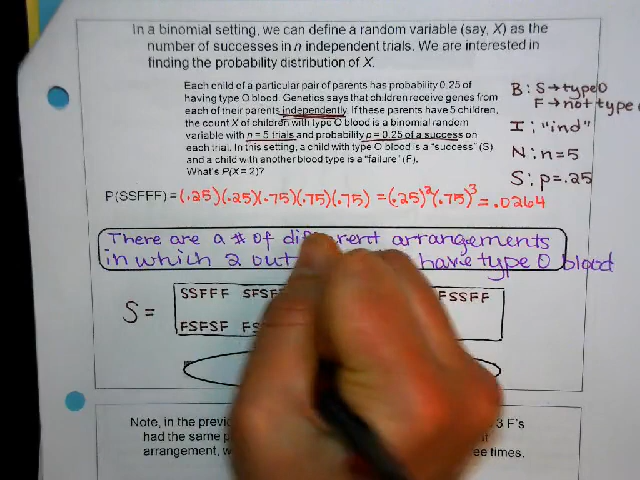 In a binomial setting, we can define a random variable (say, X) as the
number of successes in n independent trials. We are interested in
finding the probability distribution of X.
Each child of a particular pair of parents has probability 0.25 of
having type O blood. Genetics says that children receive genes from
each of their parents independently. If these parents have 5 children,
the count X of children with type O blood is a binomial random
variable with n = 5 trials and probability p = 0.25 of a success on
each trial. In this setting, a child with type O blood is a "success" (S)
and a child with another blood type is a "failure" (F).
What's P(X = 2)?
B: S→type O
F→not type
I: "ind"
N: n=5
S: p=.25
P(SSFFF) = (.25)(.25)(.75)(.75)(.75) = (.25)²(.75)³ = .0264
There are a # of different arrangements
in which 2 out have type O blood
S =
SSFFF FSSFF
FSFSF
Note, in the 3 F's
had the same
arrangement, times.